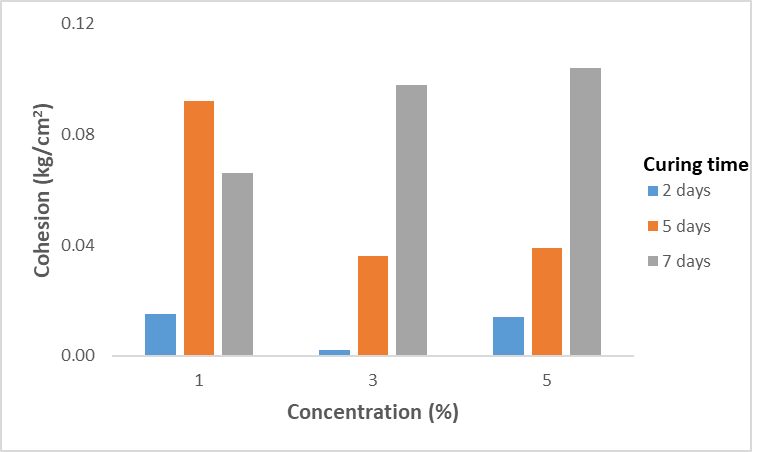 0.12
0.08
0.04
0.00
Cohesion (kg/cm²)
1
3
5
Concentration (%)
Curing time
2 days
5 days
7 days